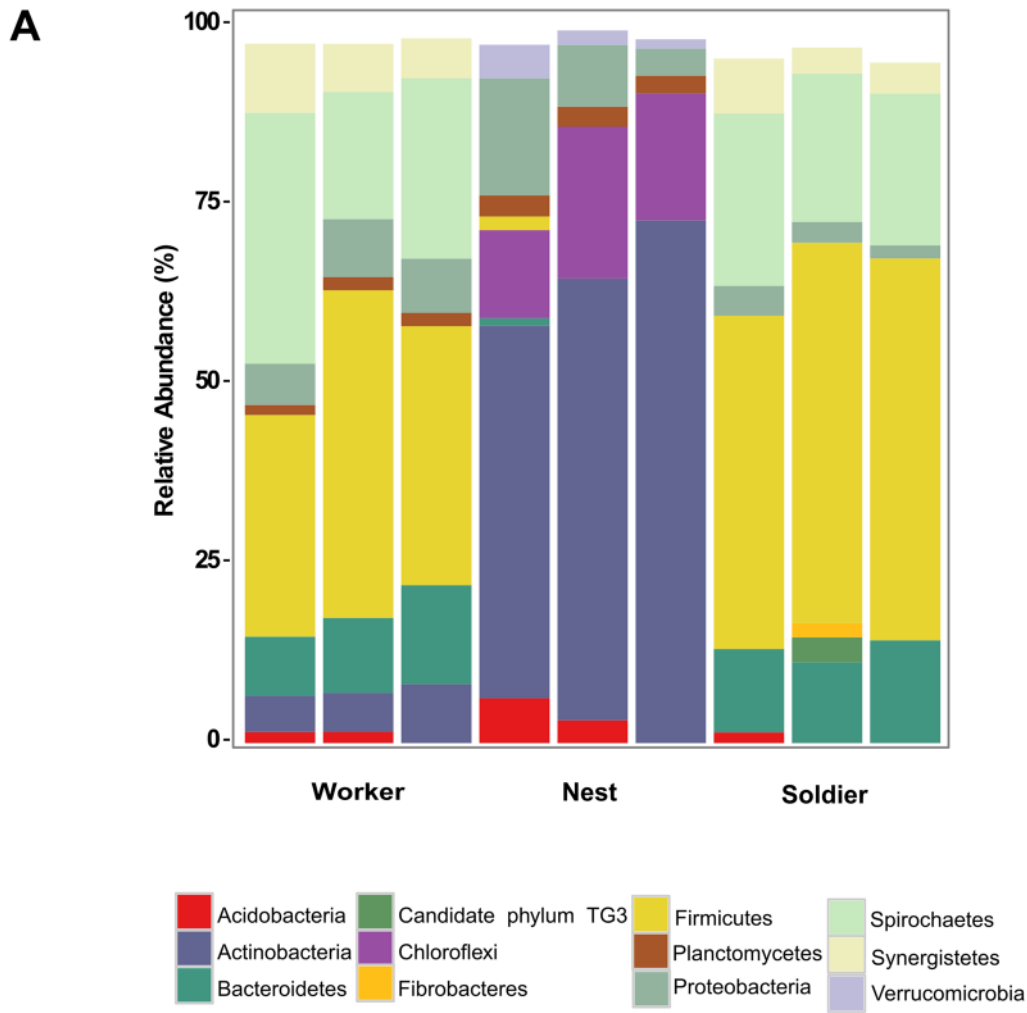 A
100-
75-
50-
25-
0-
Relative Abundance (%)
Worker Nest Soldier
Acidobacteria Candidate phylum TG3 Firmicutes Spirochaetes
Actinobacteria Chloroflexi Planctomycetes Synergistetes
Bacteroidetes Fibrobacteres Proteobacteria Verrucomicrobia